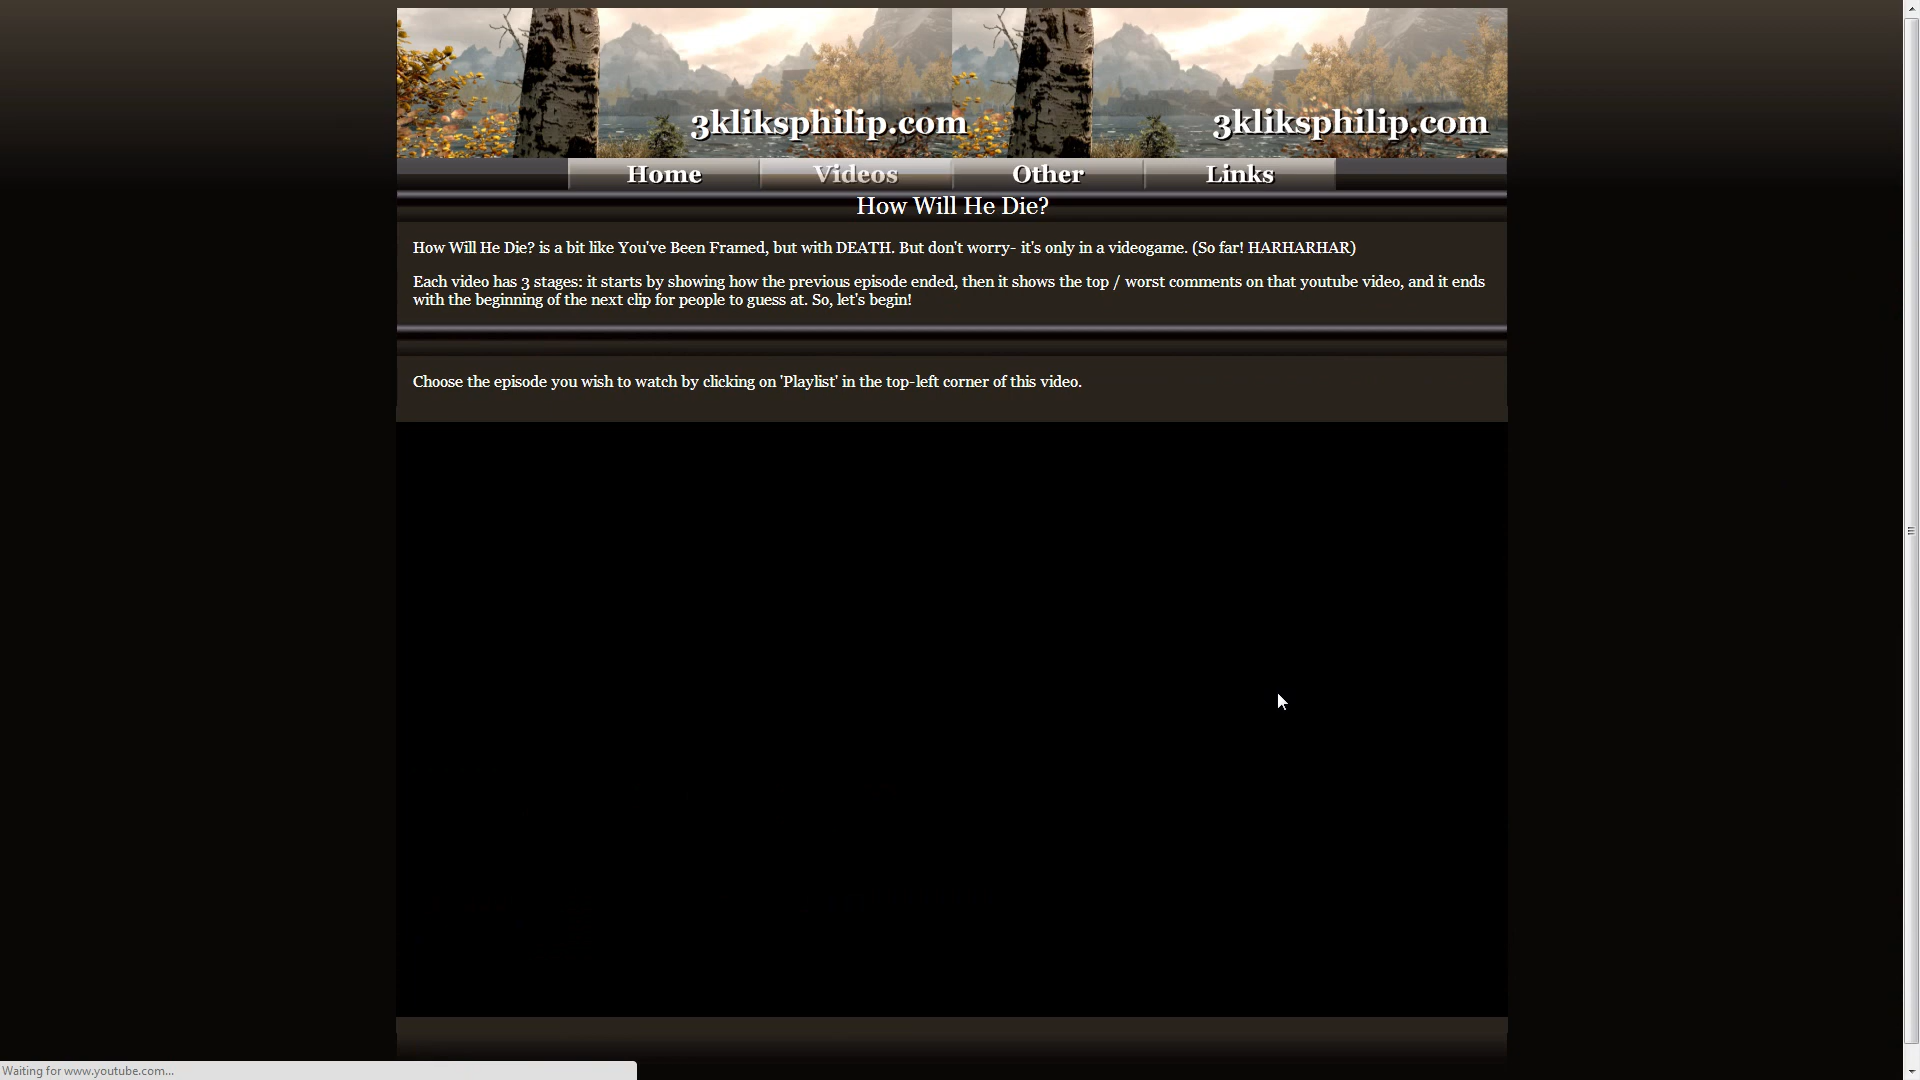 3kliksphilip.com 3kliksphilip.com
Home Videos Other Links
How Will He Die?
How Will He Die? is a bit like You've Been Framed, but with DEATH. But don't worry- it's only in a videogame. (So far! HARHARHAR)
Each video has 3 stages: it starts by showing how the previous episode ended, then it shows the top / worst comments on that youtube video, and it ends
with the beginning of the next clip for people to guess at. So, let's begin!
Choose the episode you wish to watch by clicking on 'Playlist' in the top-left corner of this video.
Waiting for www.youtube.com...